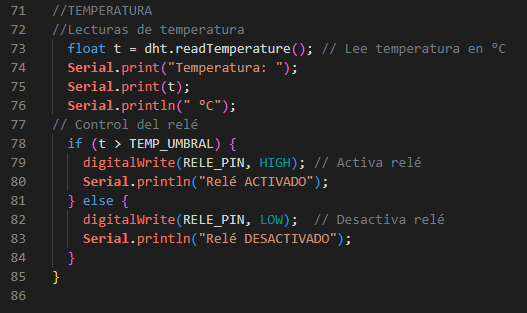 71 //TEMPERATURA
72 //Lecturas de temperatura
73 float t = dht.readTemperature(); // Lee temperatura en ºC
74 Serial.print("Temperatura: ");
75 Serial.print(t);
76 Serial.println(" ºC");
77 // Control del relé
78 if (t > TEMP_UMBRAL) {
79 digitalWrite(RELE_PIN, HIGH); // Activa relé
80 Serial.println("Relé ACTIVADO");
81 } else {
82 digitalWrite(RELE_PIN, LOW);  // Desactiva relé
83 Serial.println("Relé DESACTIVADO");
84 }
85 }
86